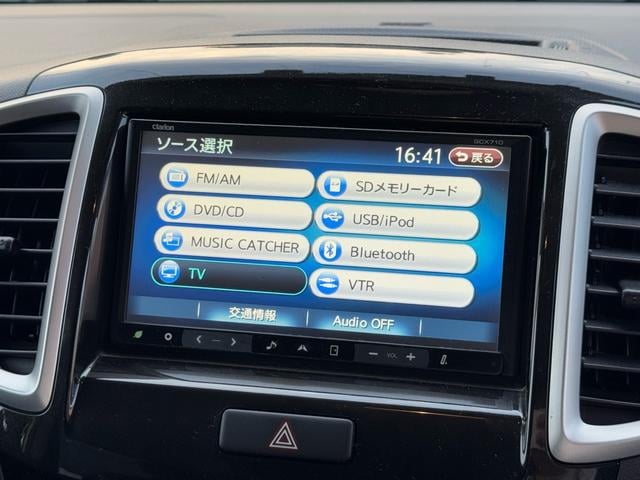 clarion
GCX710
ソース選択
16:41
戻る
FM/AM
SDメモリーカード
DVD/CD
USB/iPod
MUSIC CATCHER
Bluetooth
TV
VTR
交通情報
Audio OFF
VOL